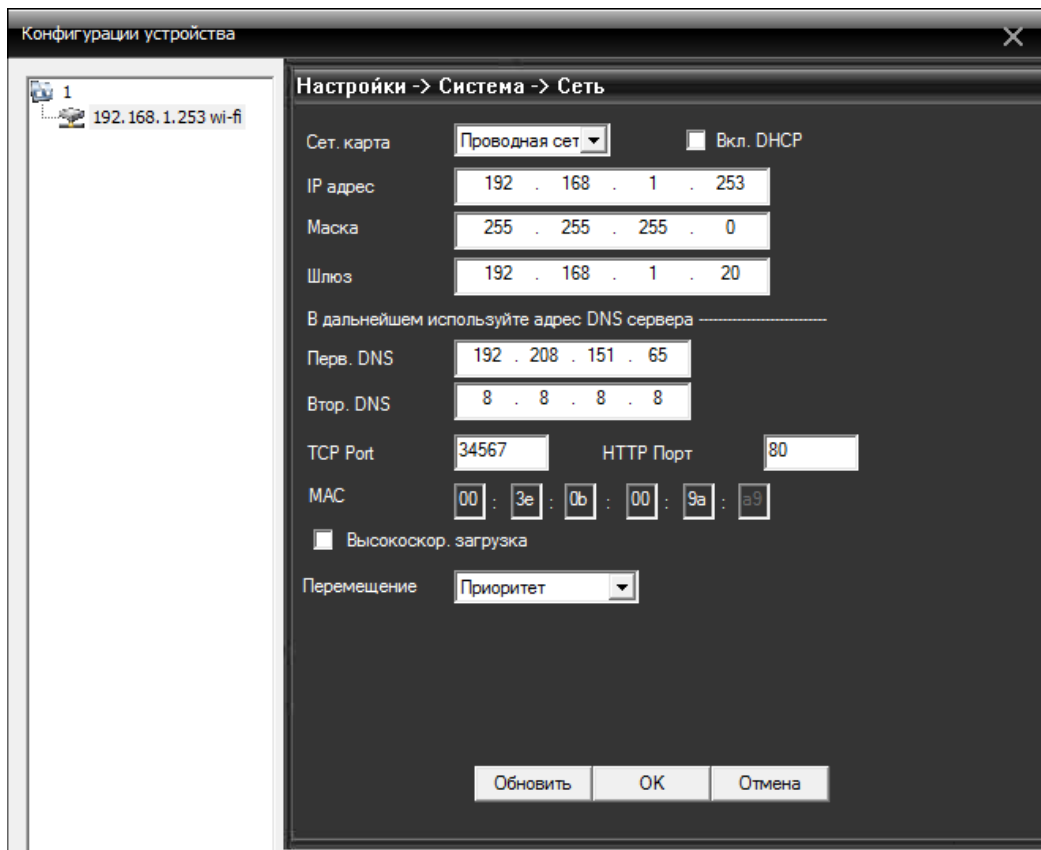 Конфигурации устройства
1
192.168.1.253 wi-fi
Настро́йки -> Система -> Сеть
Сет. карта Проводная сет Вкл. DHCP
IP адрес 192 . 168 . 1 . 253
Маска 255 . 255 . 255 . 0
Шлюз 192 . 168 . 1 . 20
В дальнейшем используйте адрес DNS сервера --------------------------
Перв. DNS 192 . 208 . 151 . 65
Втор. DNS 8 . 8 . 8 . 8
TCP Port 34567 HTTP Порт 80
MAC 00 : 3e : 0b : 00 : 9a : a9
Высокоскор. загрузка
Перемещение Приоритет
Обновить OK Отмена